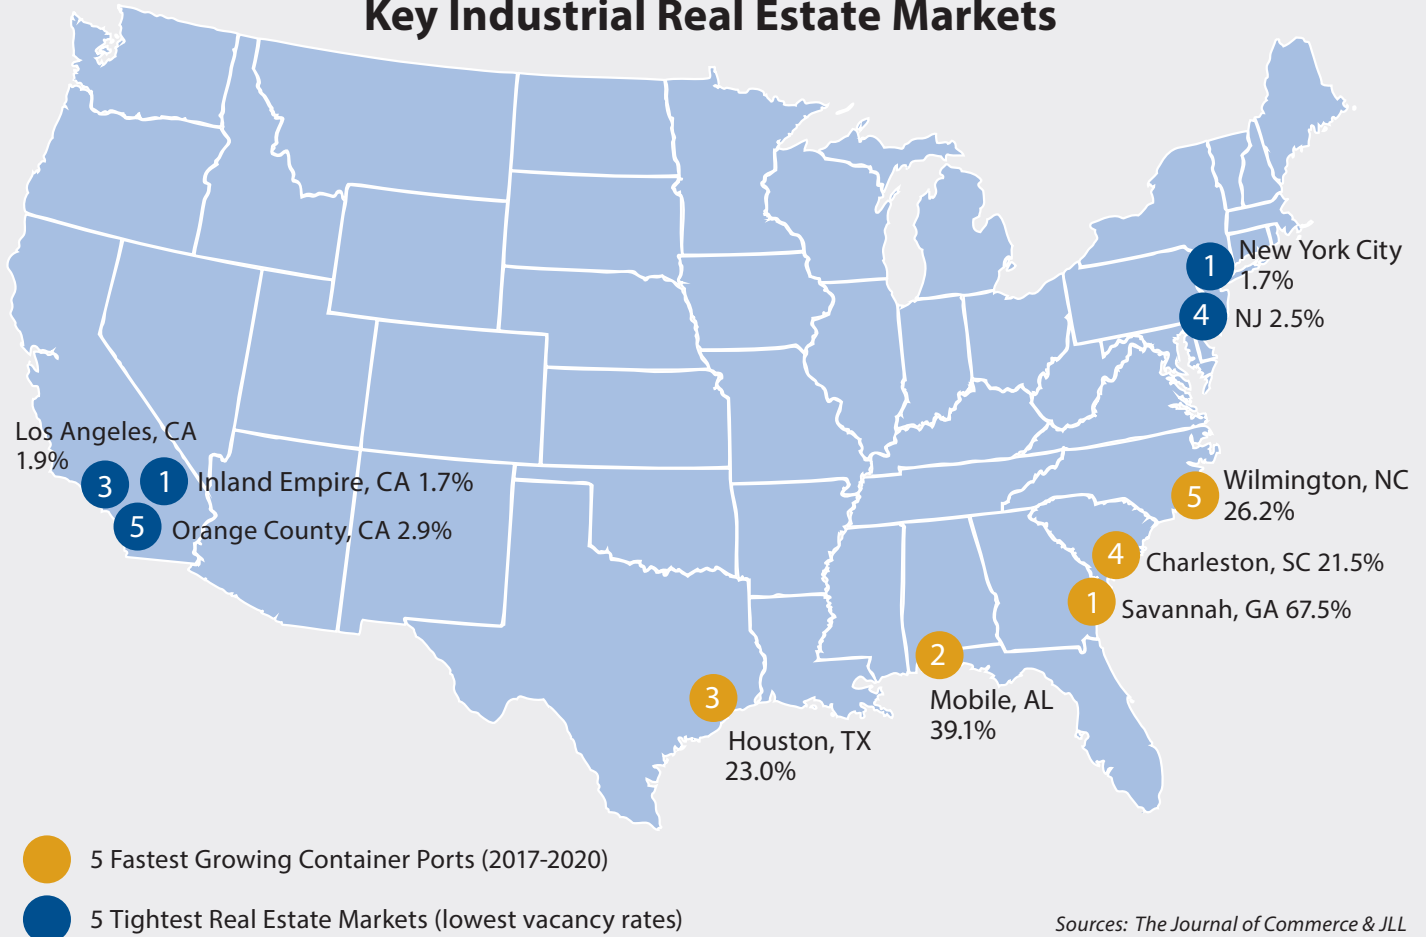 Key Industrial Real Estate Markets
1
New York City
1.7%
4
NJ 2.5%
Los Angeles, CA
1.9%
3
1
Inland Empire, CA 1.7%
5
Orange County, CA 2.9%
5
Wilmington, NC
26.2%
4
Charleston, SC 21.5%
1
Savannah, GA 67.5%
2
Mobile, AL
39.1%
3
Houston, TX
23.0%
5 Fastest Growing Container Ports (2017-2020)
5 Tightest Real Estate Markets (lowest vacancy rates)
Sources: The Journal of Commerce & JLL